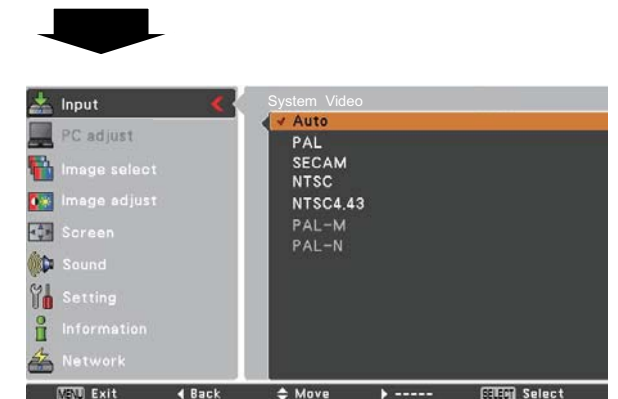 Input
PC adjust
Image select
Image adjust
Screen
Sound
Setting
Information
Network
System Video
✓ Auto
PAL
SECAM
NTSC
NTSC4.43
PAL-M
PAL-N
MENU Exit ◀ Back ⬍ Move ▶ ----- SELECT Select